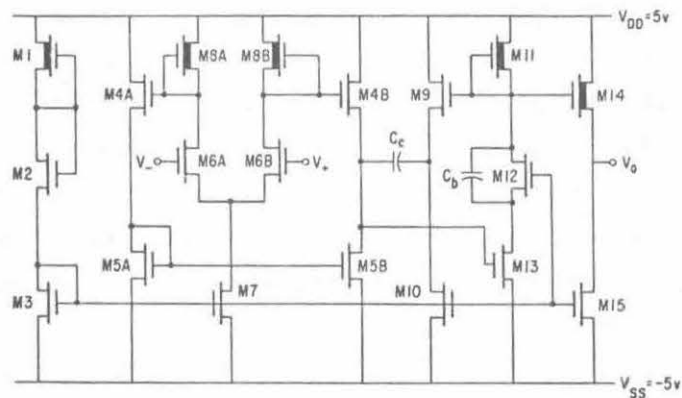 V_DD=5v
M1
M8A
M8B
M11
M4A
M4B
M9
M14
C_c
M2
V_-
M6A
M6B
V_+
C_b
M12
V_o
M5A
M5B
M13
M3
M7
M10
M15
V_SS=-5v